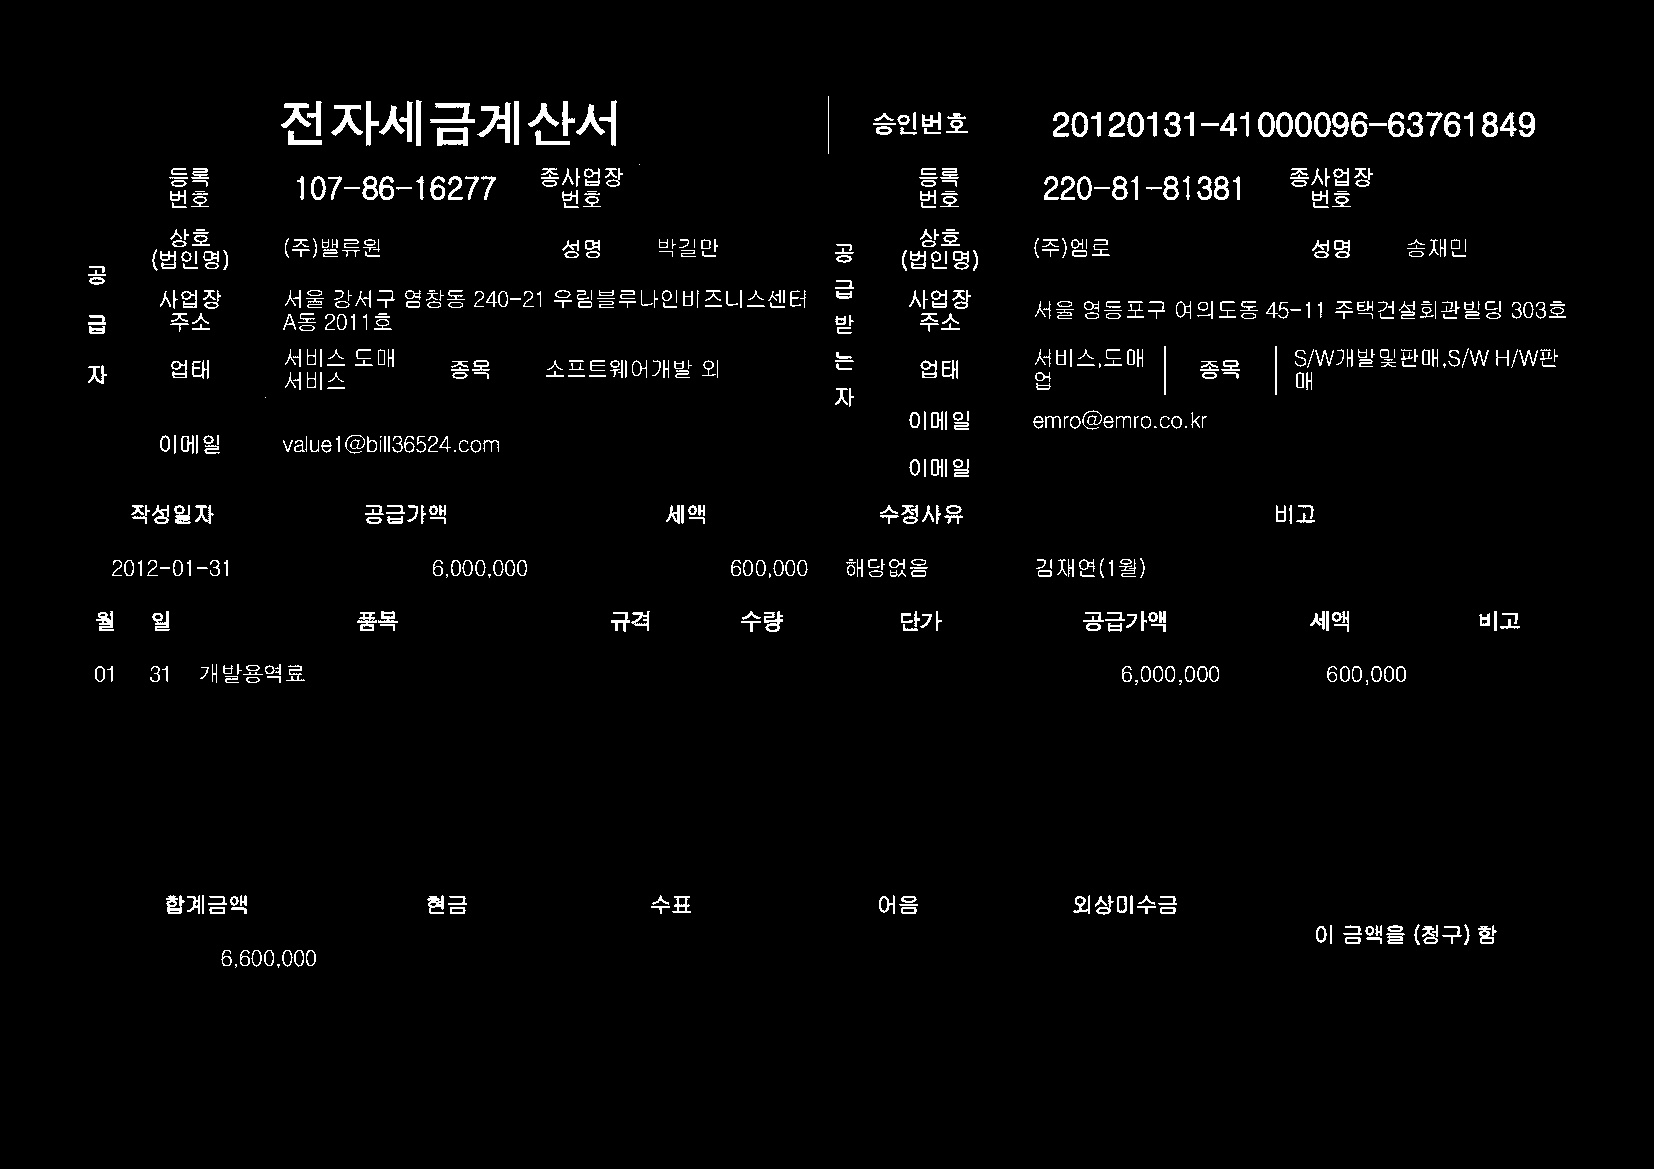 전자세금계산서 승인번호 20120131-41000096-63761849
공급자
등록번호 107-86-16277 종사업장번호
상호(법인명) (주)밸류원 성명 박길만
사업장주소 서울 강서구 염창동 240-21 우림블루나인비즈니스센터
A동 2011호
업태 서비스 도매
서비스 종목 소프트웨어개발 외
이메일 value1@bill36524.com
공급받는자
등록번호 220-81-81381 종사업장번호
상호(법인명) (주)엠로 성명 송재민
사업장주소 서울 영등포구 여의도동 45-11 주택건설회관빌딩 303호
업태 서비스,도매
업 종목 S/W개발및판매,S/W H/W판
매
이메일 emro@emro.co.kr
이메일
작성일자 공급가액 세액 수정사유 비고
2012-01-31 6,000,000 600,000 해당없음 김재연(1월)
월 일 품목 규격 수량 단가 공급가액 세액 비고
01 31 개발용역료 6,000,000 600,000
합계금액 현금 수표 어음 외상미수금
이 금액을 (청구) 함
6,600,000